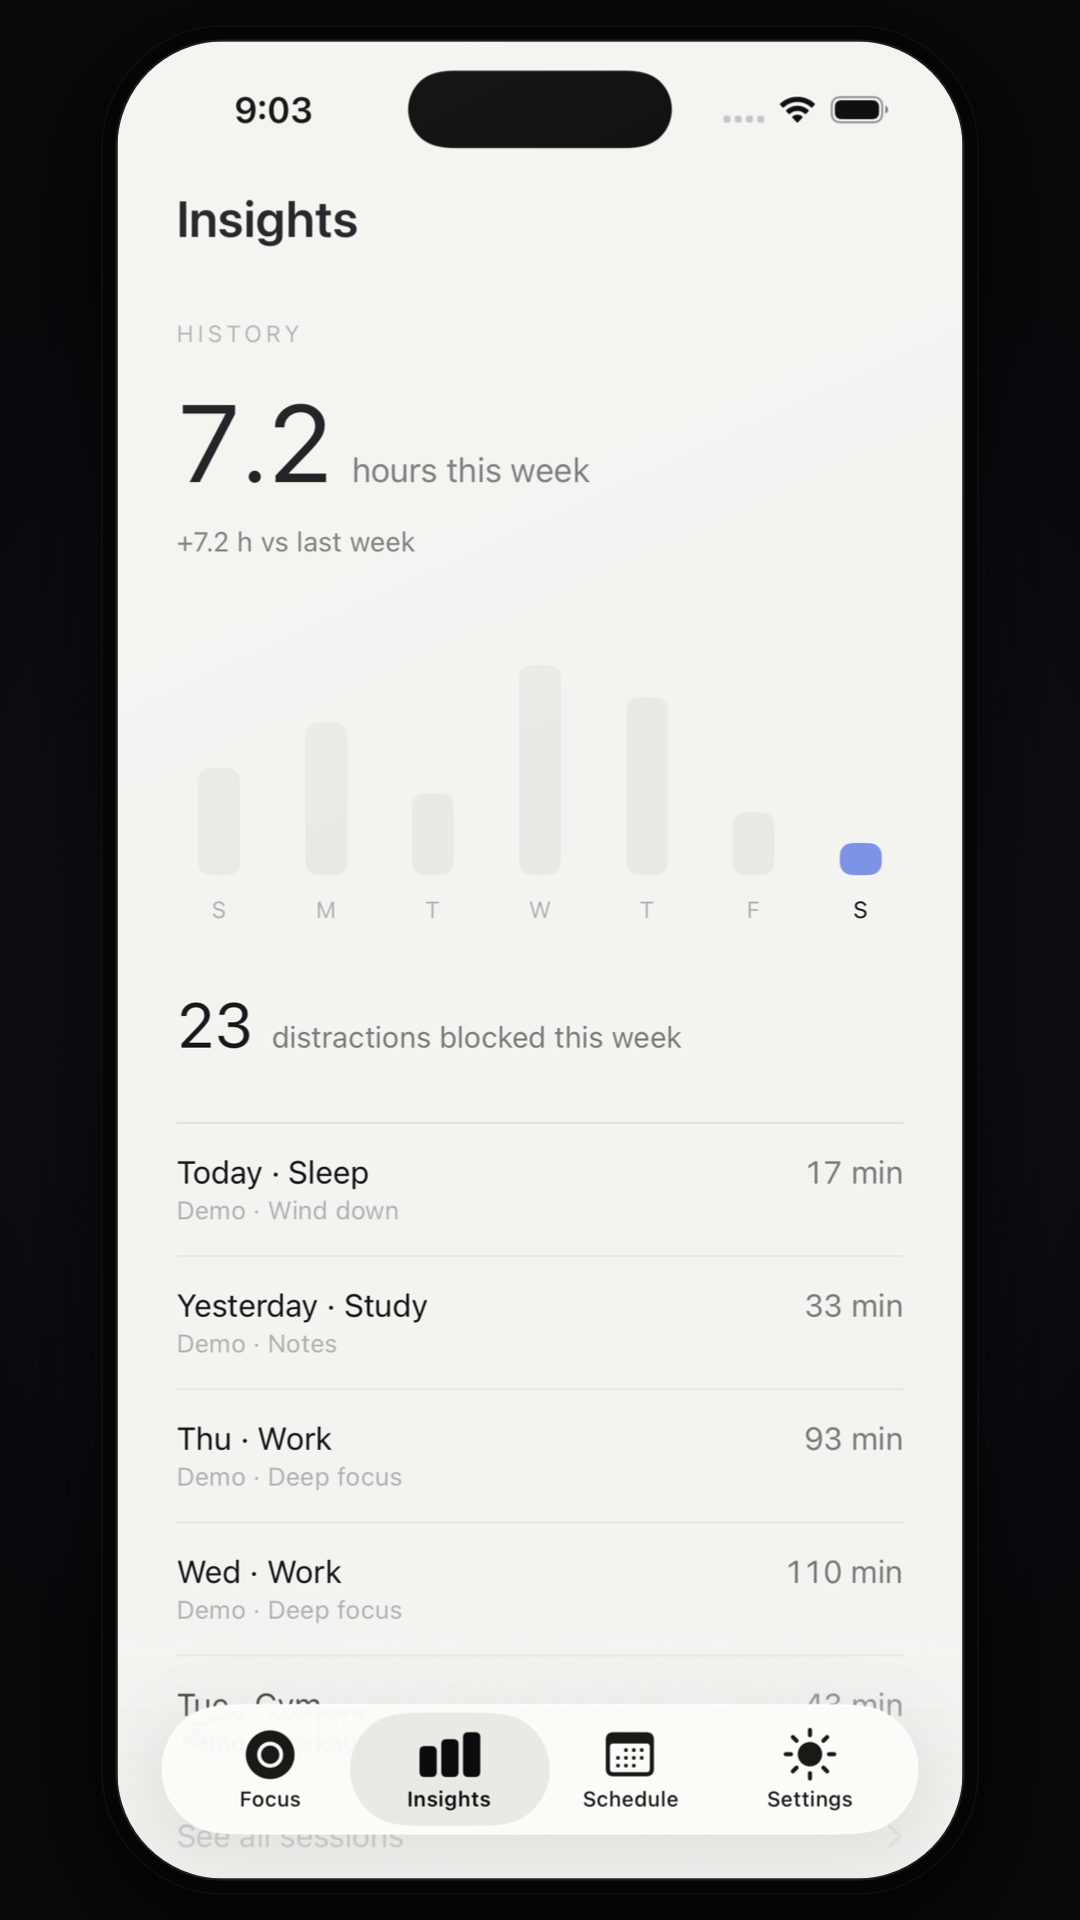 9:03
Insights
HISTORY
7.2 hours this week
+7.2 h vs last week
S M T W T F S
23 distractions blocked this week
Today · Sleep 17 min
Demo · Wind down
Yesterday · Study 33 min
Demo · Notes
Thu · Work 93 min
Demo · Deep focus
Wed · Work 110 min
Demo · Deep focus
Tue · Gym 43 min
Focus Insights Schedule Settings
See all sessions